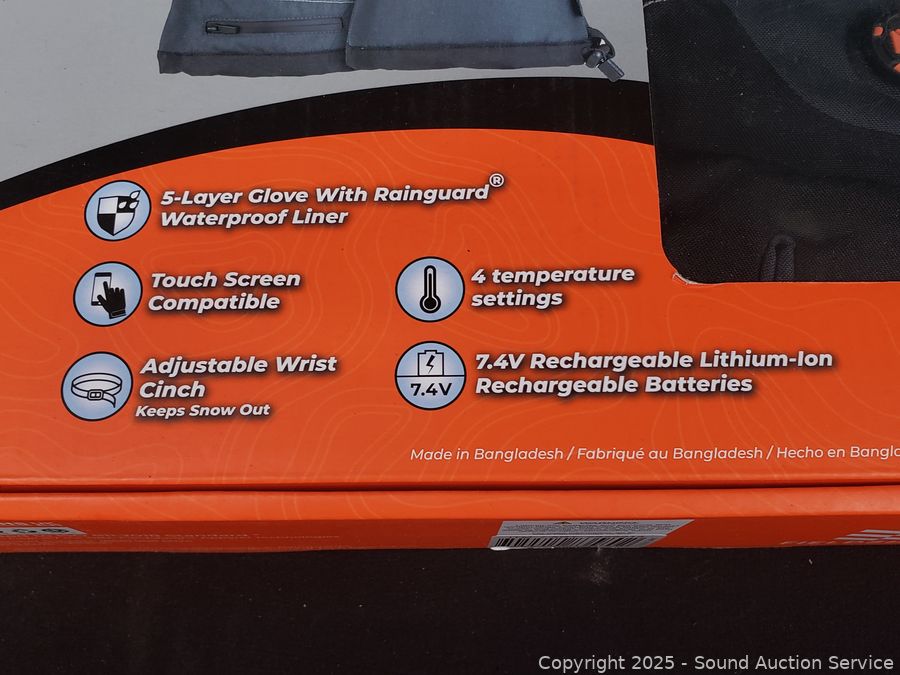 5-Layer Glove With Rainguard®
Waterproof Liner
Touch Screen
Compatible
4 temperature
settings
Adjustable Wrist
Cinch
Keeps Snow Out
7.4V
7.4V Rechargeable Lithium-Ion
Rechargeable Batteries
Made in Bangladesh / Fabriqué au Bangladesh / Hecho en Bangla
WARNING
Copyright 2025 - Sound Auction Service